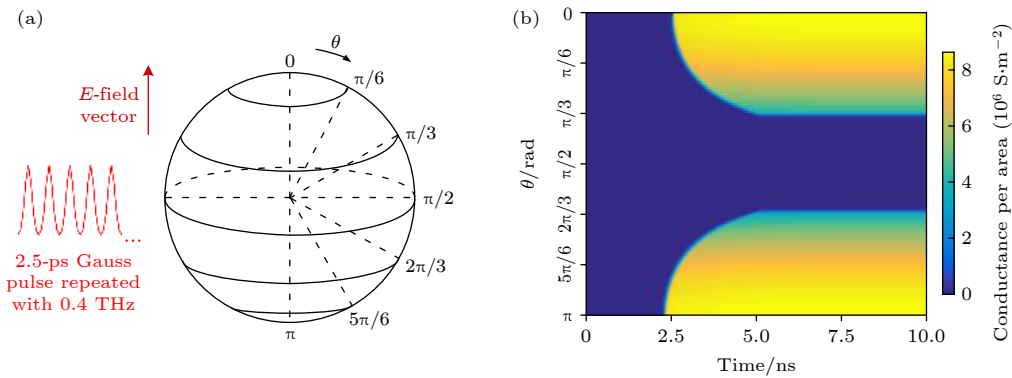 (a)
θ
0
π/6
E-field
vector
π/3
π/2
2.5-ps Gauss
pulse repeated
with 0.4 THz
...
2π/3
5π/6
π
(b)
0
π/6
π/3
π/2
2π/3
5π/6
π
θ/rad
0
2.5
5.0
7.5
10.0
Time/ns
8
6
4
2
0
Conductance per area (10⁶ S·m⁻²)